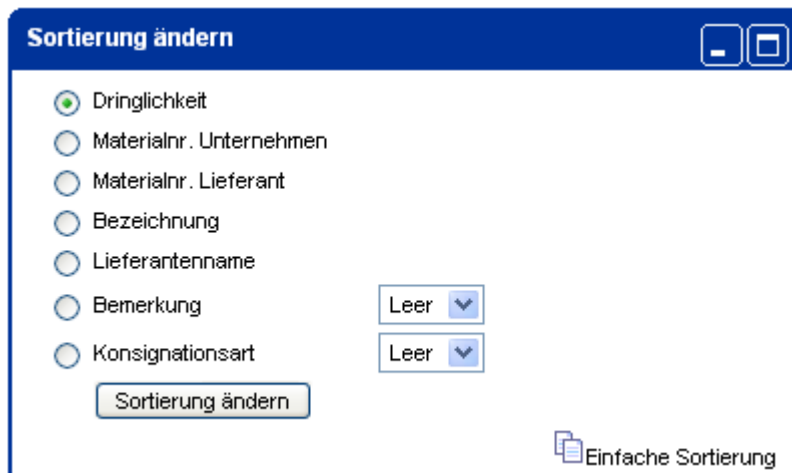 Sortierung ändern
Dringlichkeit
Materialnr. Unternehmen
Materialnr. Lieferant
Bezeichnung
Lieferantenname
Bemerkung Leer
Konsignationsart Leer
Sortierung ändern
Einfache Sortierung